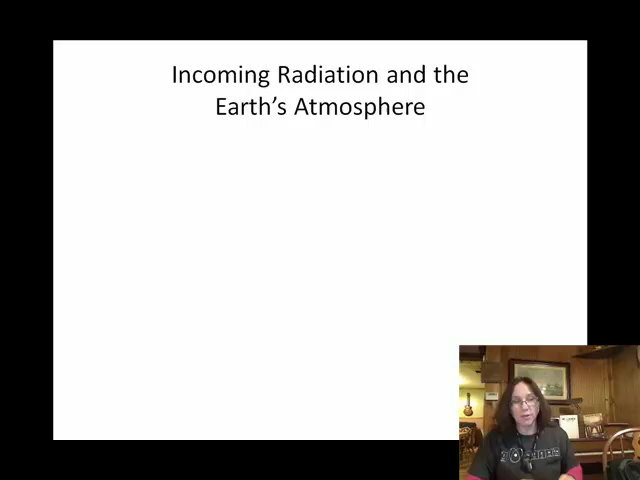 Incoming Radiation and the
Earth's Atmosphere